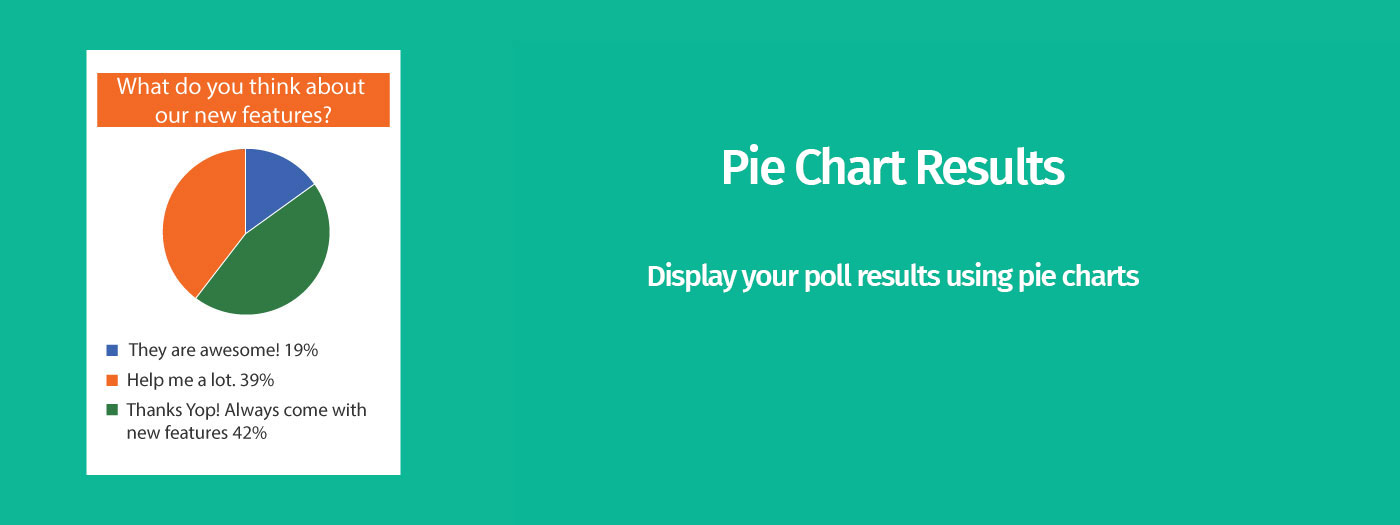 What do you think about
our new features?
They are awesome! 19%
Help me a lot. 39%
Thanks Yop! Always come with
new features 42%
Pie Chart Results
Display your poll results using pie charts